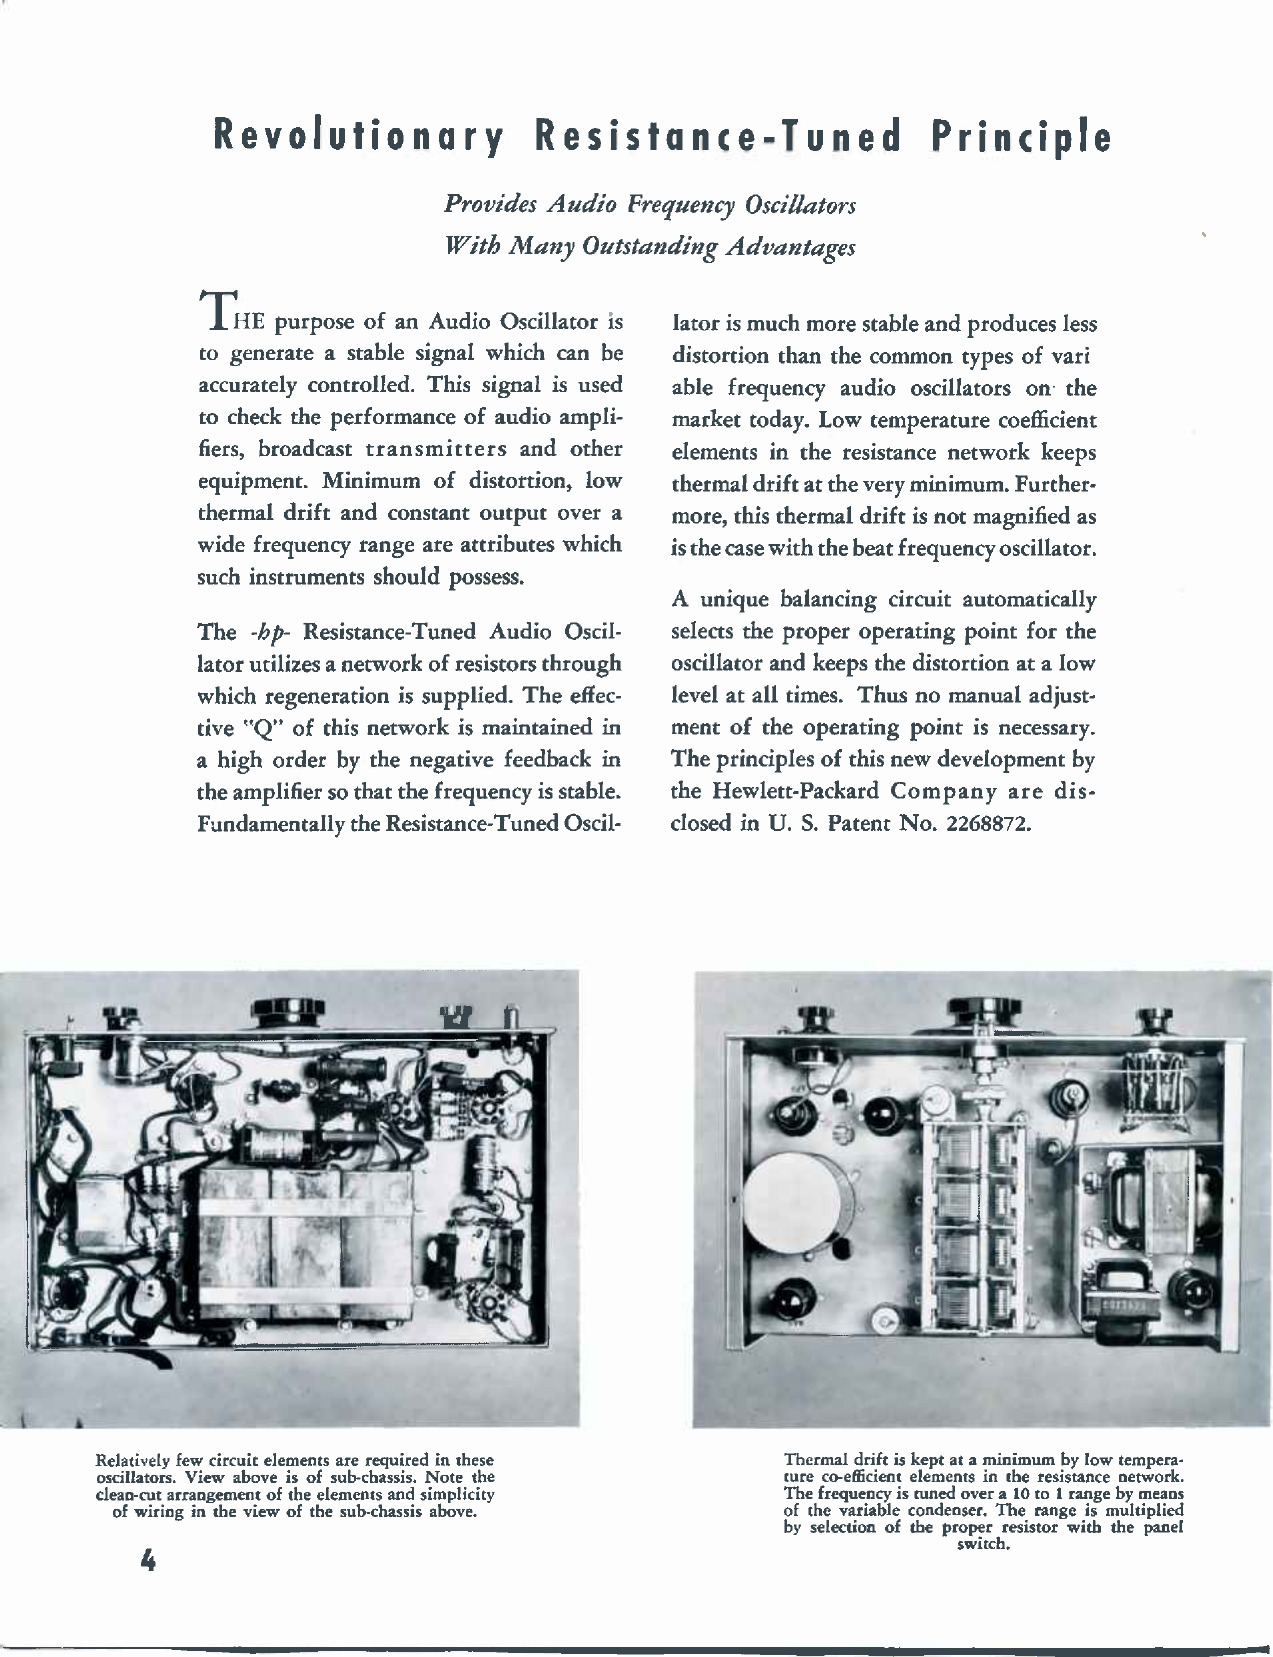 Revolutionary Resistance-Tuned Principle
Provides Audio Frequency Oscillators
With Many Outstanding Advantages
THE purpose of an Audio Oscillator is
to generate a stable signal which can be
accurately controlled. This signal is used
to check the performance of audio ampli-
fiers, broadcast transmitters and other
equipment. Minimum of distortion, low
thermal drift and constant output over a
wide frequency range are attributes which
such instruments should possess.
The -hp- Resistance-Tuned Audio Oscil-
lator utilizes a network of resistors through
which regeneration is supplied. The effec-
tive "Q" of this network is maintained in
a high order by the negative feedback in
the amplifier so that the frequency is stable.
Fundamentally the Resistance-Tuned Oscil-
lator is much more stable and produces less
distortion than the common types of vari
able frequency audio oscillators on the
market today. Low temperature coefficient
elements in the resistance network keeps
thermal drift at the very minimum. Further-
more, this thermal drift is not magnified as
is the case with the beat frequency oscillator.
A unique balancing circuit automatically
selects the proper operating point for the
oscillator and keeps the distortion at a low
level at all times. Thus no manual adjust-
ment of the operating point is necessary.
The principles of this new development by
the Hewlett-Packard Company are dis-
closed in U. S. Patent No. 2268872.
Relatively few circuit elements are required in these
oscillators. View above is of sub-chassis. Note the
clean-cut arrangement of the elements and simplicity
of wiring in the view of the sub-chassis above.
Thermal drift is kept at a minimum by low tempera-
ture co-efficient elements in the resistance network.
The frequency is tuned over a 10 to 1 range by means
of the variable condenser. The range is multiplied
by selection of the proper resistor with the panel
switch.
4